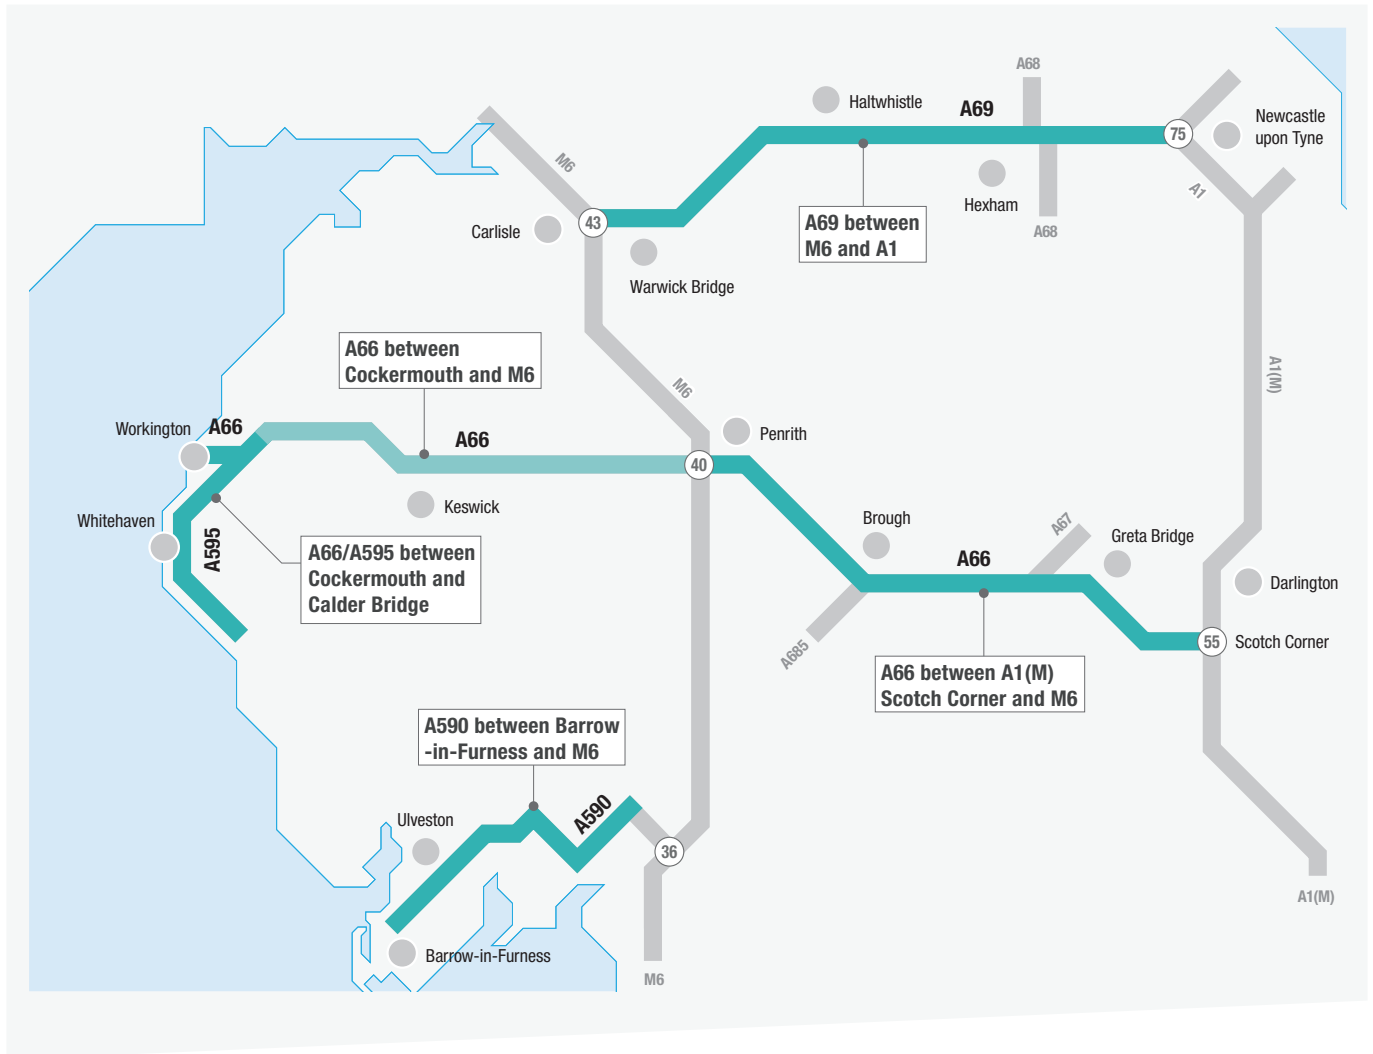 A68
Haltwhistle
A69
Newcastle
upon Tyne
75
M6
A1
Hexham
A69 between
M6 and A1
A68
Carlisle
43
Warwick Bridge
A66 between
Cockermouth and M6
M6
A1(M)
Workington
A66
A66
Penrith
40
Keswick
Whitehaven
A595
A66/A595 between
Cockermouth and
Calder Bridge
Brough
A67
Greta Bridge
A66
Darlington
A685
55
Scotch Corner
A66 between A1(M)
Scotch Corner and M6
A590 between Barrow
-in-Furness and M6
A590
Ulveston
36
A1(M)
Barrow-in-Furness
M6